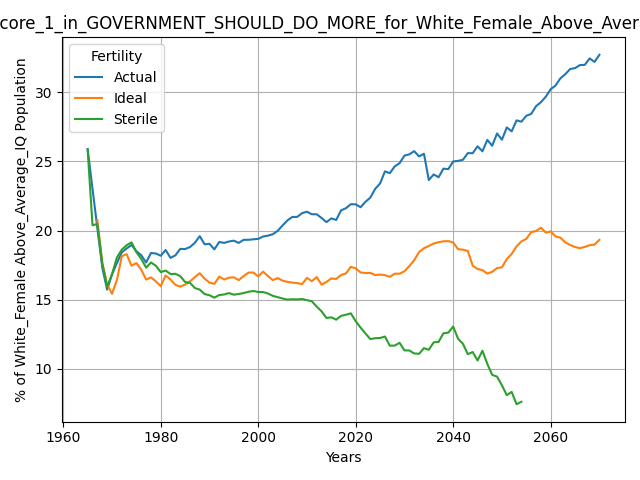 core_1_in_GOVERNMENT_SHOULD_DO_MORE_for_White_Female_Above_Aver
Fertility
Actual
Ideal
Sterile
% of White_Female Above_Average_IQ Population
30
25
20
15
10
1960
1980
2000
2020
2040
2060
Years